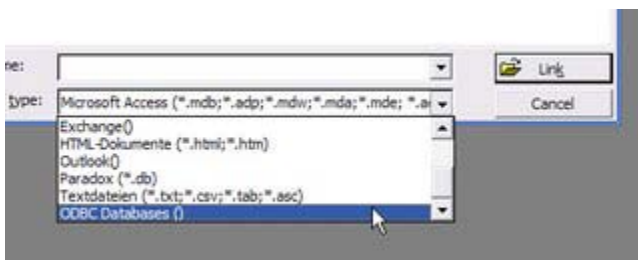 ne:
Link
type:
Microsoft Access (*.mdb;*.adp;*.mdw;*.mda;*.mde; *.a
Cancel
Exchange()
HTML-Dokumente (*.html;*.htm)
Outlook()
Paradox (*.db)
Textdateien (*.txt;*.csv;*.tab;*.asc)
ODBC Databases ()